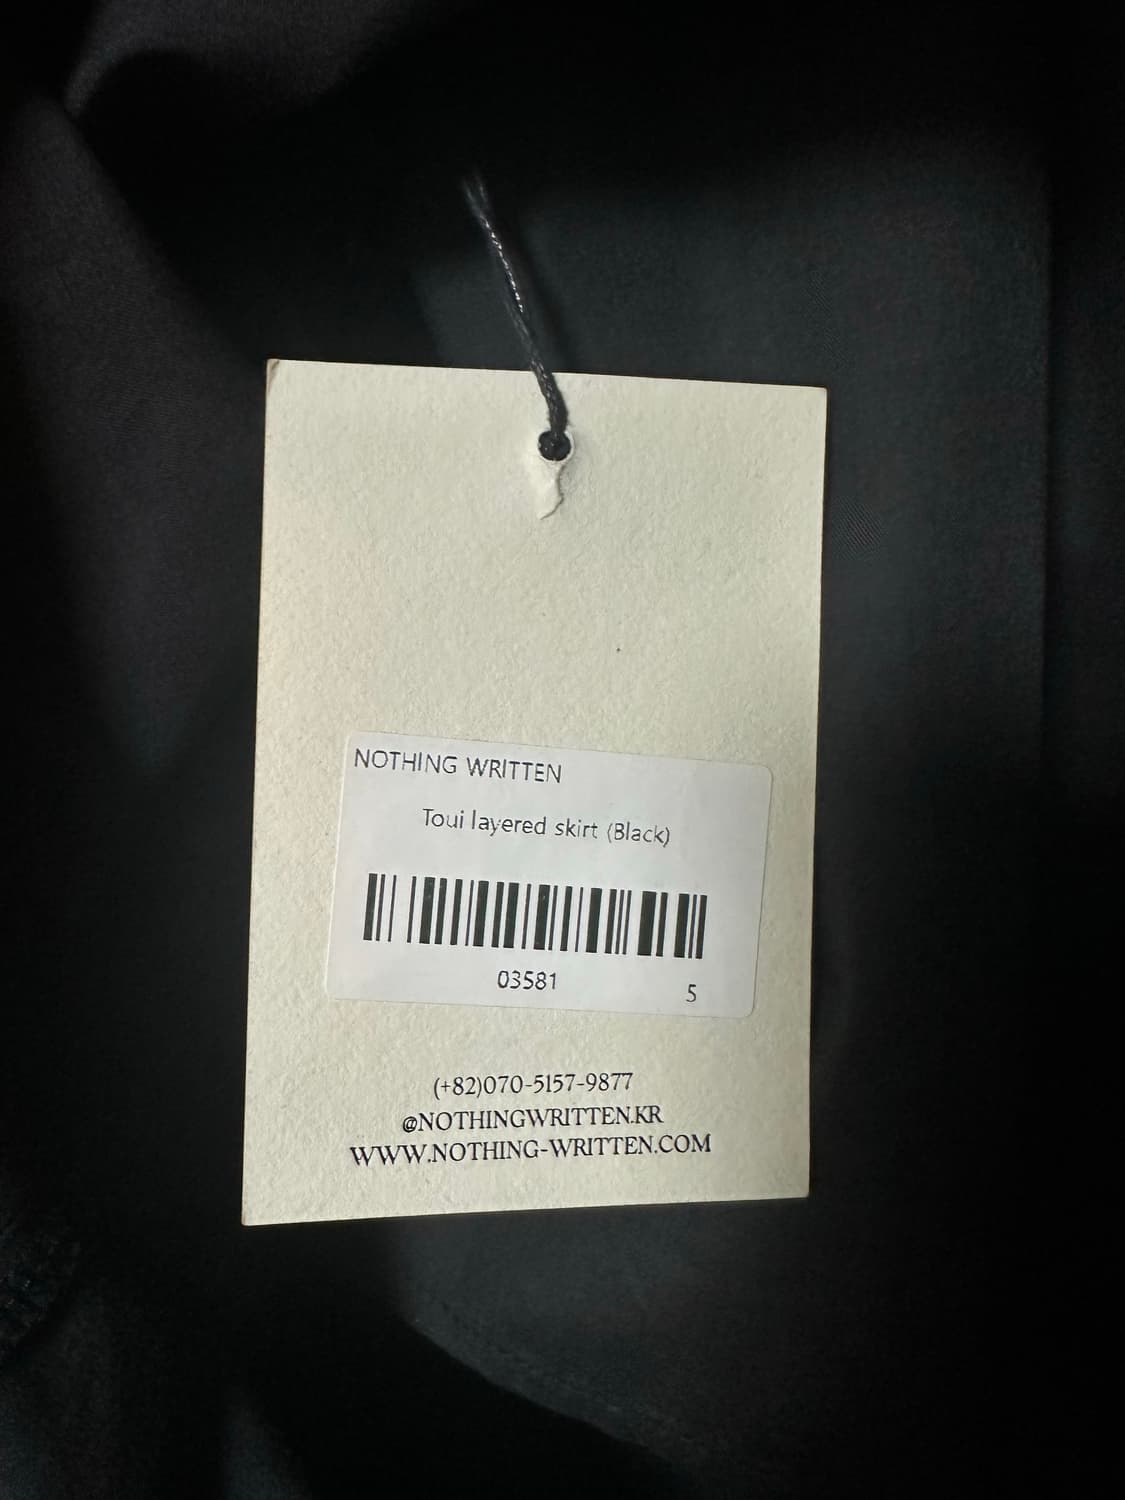 NOTHING WRITTEN
Toui layered skirt (Black)
03581
5
(+82)070-5157-9877
@NOTHINGWRITTEN.KR
WWW.NOTHING-WRITTEN.COM